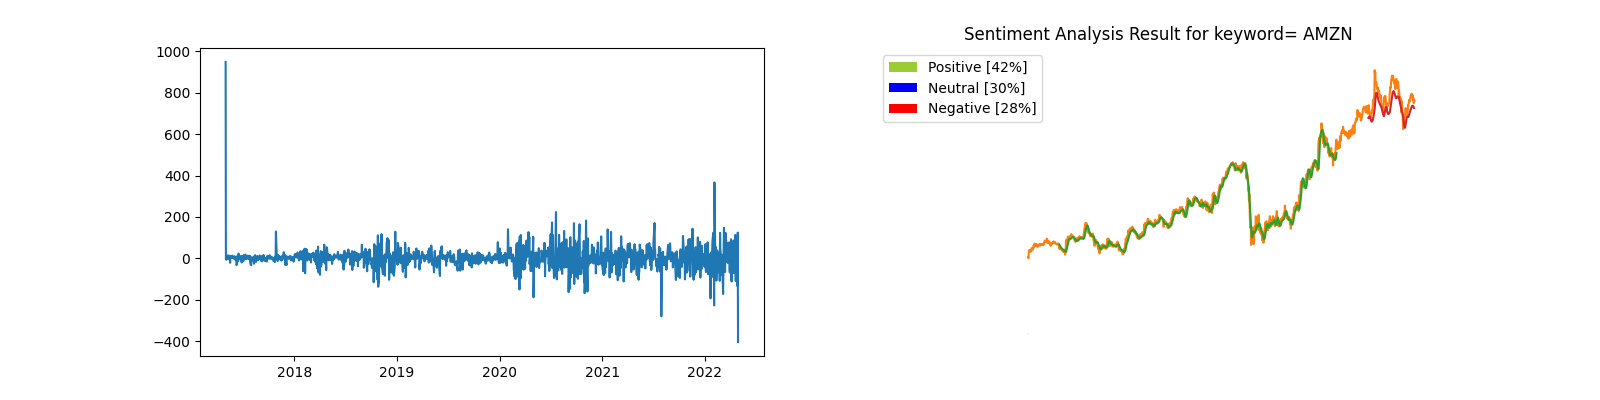 1000
800
600
400
200
0
−200
−400
2018 2019 2020 2021 2022
Sentiment Analysis Result for keyword= AMZN
Positive [42%]
Neutral [30%]
Negative [28%]